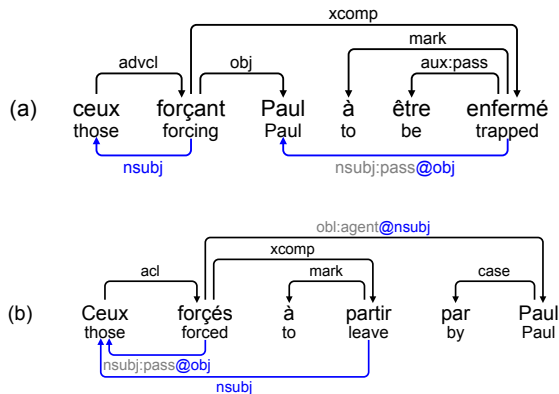 xcomp
mark
advcl obj aux:pass
(a) ceux forçant Paul à être enfermé
those forcing Paul to be trapped
nsubj nsubj:pass@obj
obl:agent@nsubj
xcomp
acl mark case
(b) Ceux forçés à partir par Paul
those forced to leave by Paul
nsubj:pass@obj
nsubj